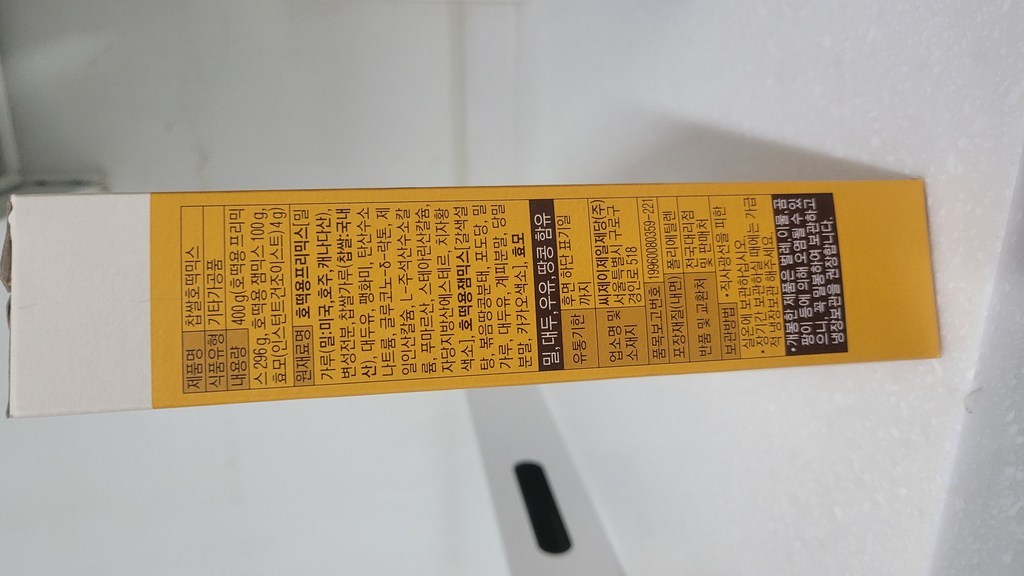 제품명 찹쌀호떡믹스
식품유형 기타가공품
내용량 400 g(호떡용 프리믹
스 296 g, 호떡용 잼믹스 100 g,
효모(인스턴트건조이스트) 4 g)
원재료명 호떡용프리믹스[밀
가루(밀:미국,호주,캐나다산),
변성전분, 찹쌀가루(찹쌀:국내
산), 대두유, 평화미, 탄산수소
나트륨, 글루코노-δ-락톤, 제
일인산칼슘, L-주석산수소칼
륨, 푸마르산, 스테아린산칼슘,
자당지방산에스테르, 치자황
색소], 호떡용잼믹스[갈색설
탕, 볶음땅콩분태, 포도당, 밀
가루, 대두유, 계피분말, 당밀
분말, 카카오색소], 효모
밀, 대두, 우유, 땅콩 함유
유통기한 후면 하단 표기일
까지
업소명 및 소재지 씨제이제일제당(주)
서울특별시 구로구
경인로 518
품목보고번호 19960080359-221
포장재질(내면) 폴리에틸렌
반품 및 교환처 전국대리점
및 판매처
보관방법 •직사광선을 피한
실온에 보관하십시오.
•장기간 보관하실 때에는 가급
적 냉장보관 해주세요.
•개봉한 제품은 벌레 이물, 곰
팡이 등에 의해 오염될 수 있
으니, 꼭 밀봉하여 보관하고
냉장보관을 권장합니다.